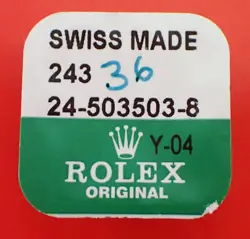 SWISS MADE
243 36
24-503503-8
Y-04
ROLEX
ORIGINAL